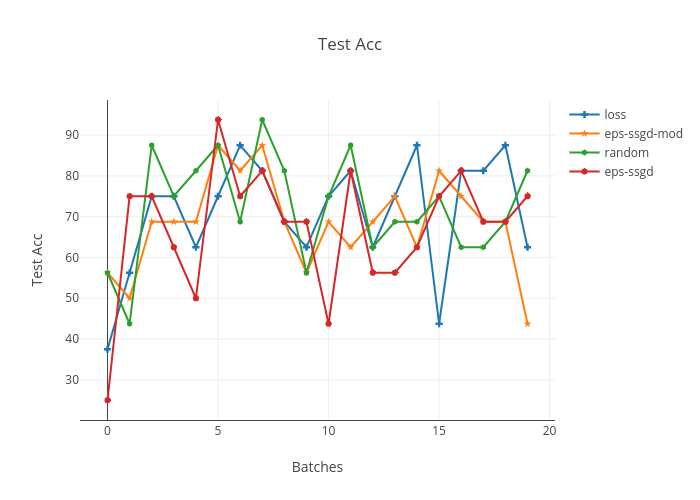 Test Acc
loss
eps-ssgd-mod
random
eps-ssgd
Test Acc
90
80
70
60
50
40
30
0 5 10 15 20
Batches